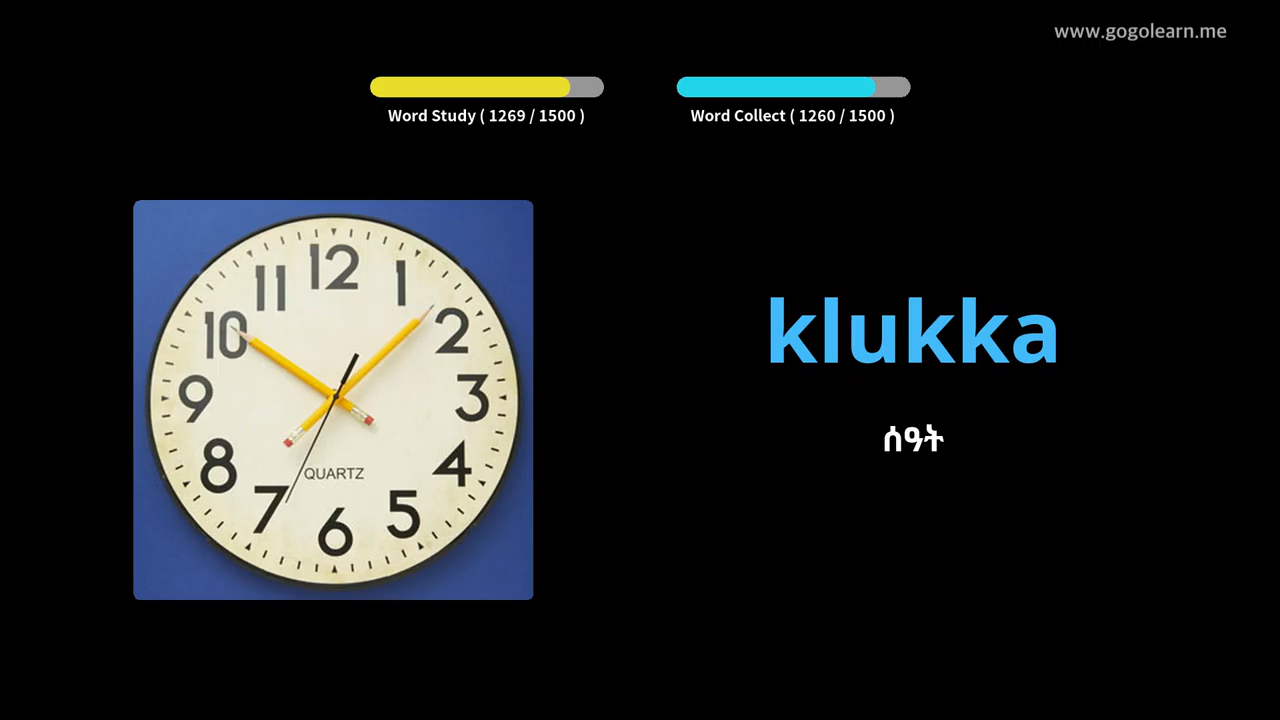 www.gogolearn.me
Word Study ( 1269 / 1500 )
Word Collect ( 1260 / 1500 )
12
11
1
10
2
9
3
8
4
7
5
6
QUARTZ
klukka
ሰዓት